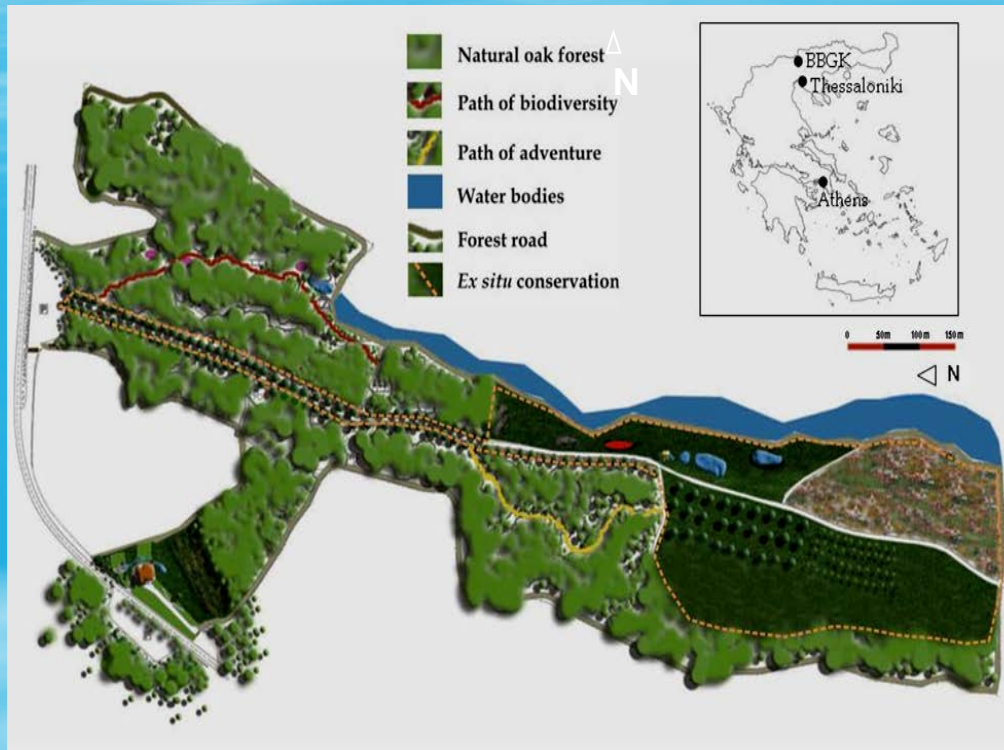 Natural oak forest
N
Path of biodiversity
Path of adventure
Water bodies
Forest road
Ex situ conservation
BBGK
Thessaloniki
Athens
0 50m 100m 150m
N